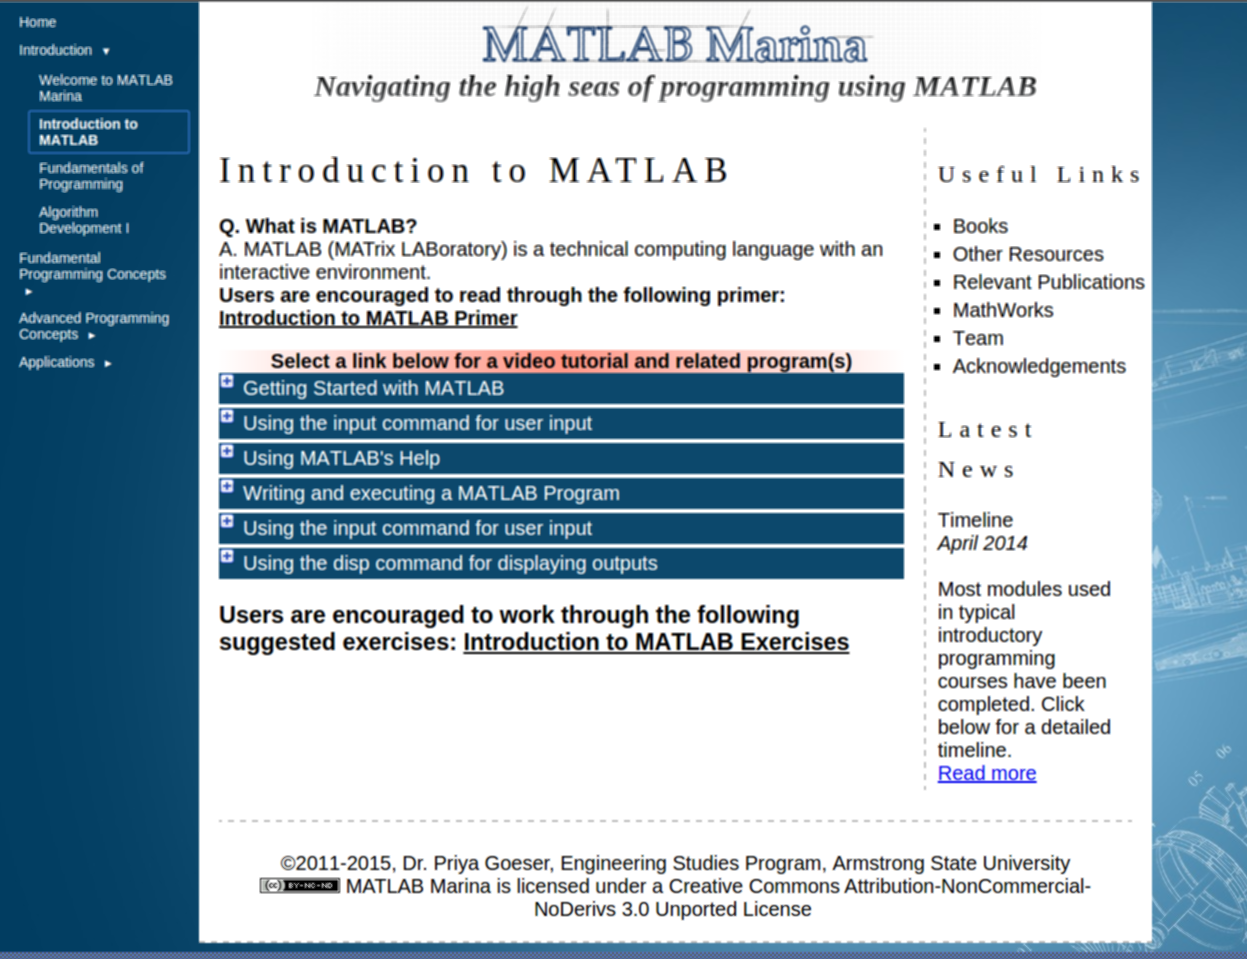 Home
Introduction ▾
Welcome to MATLAB
Marina
Introduction to
MATLAB
Fundamentals of
Programming
Algorithm
Development I
Fundamental
Programming Concepts
▸
Advanced Programming
Concepts ▸
Applications ▸
MATLAB Marina
Navigating the high seas of programming using MATLAB
Introduction to MATLAB
Q. What is MATLAB?
A. MATLAB (MATrix LABoratory) is a technical computing language with an
interactive environment.
Users are encouraged to read through the following primer:
Introduction to MATLAB Primer
Select a link below for a video tutorial and related program(s)
Getting Started with MATLAB
Using the input command for user input
Using MATLAB's Help
Writing and executing a MATLAB Program
Using the input command for user input
Using the disp command for displaying outputs
Users are encouraged to work through the following
suggested exercises: Introduction to MATLAB Exercises
Useful Links
Books
Other Resources
Relevant Publications
MathWorks
Team
Acknowledgements
Latest
News
Timeline
April 2014
Most modules used
in typical
introductory
programming
courses have been
completed. Click
below for a detailed
timeline.
Read more
05 06
©2011-2015, Dr. Priya Goeser, Engineering Studies Program, Armstrong State University
(cc) BY-NC-ND MATLAB Marina is licensed under a Creative Commons Attribution-NonCommercial-
NoDerivs 3.0 Unported License